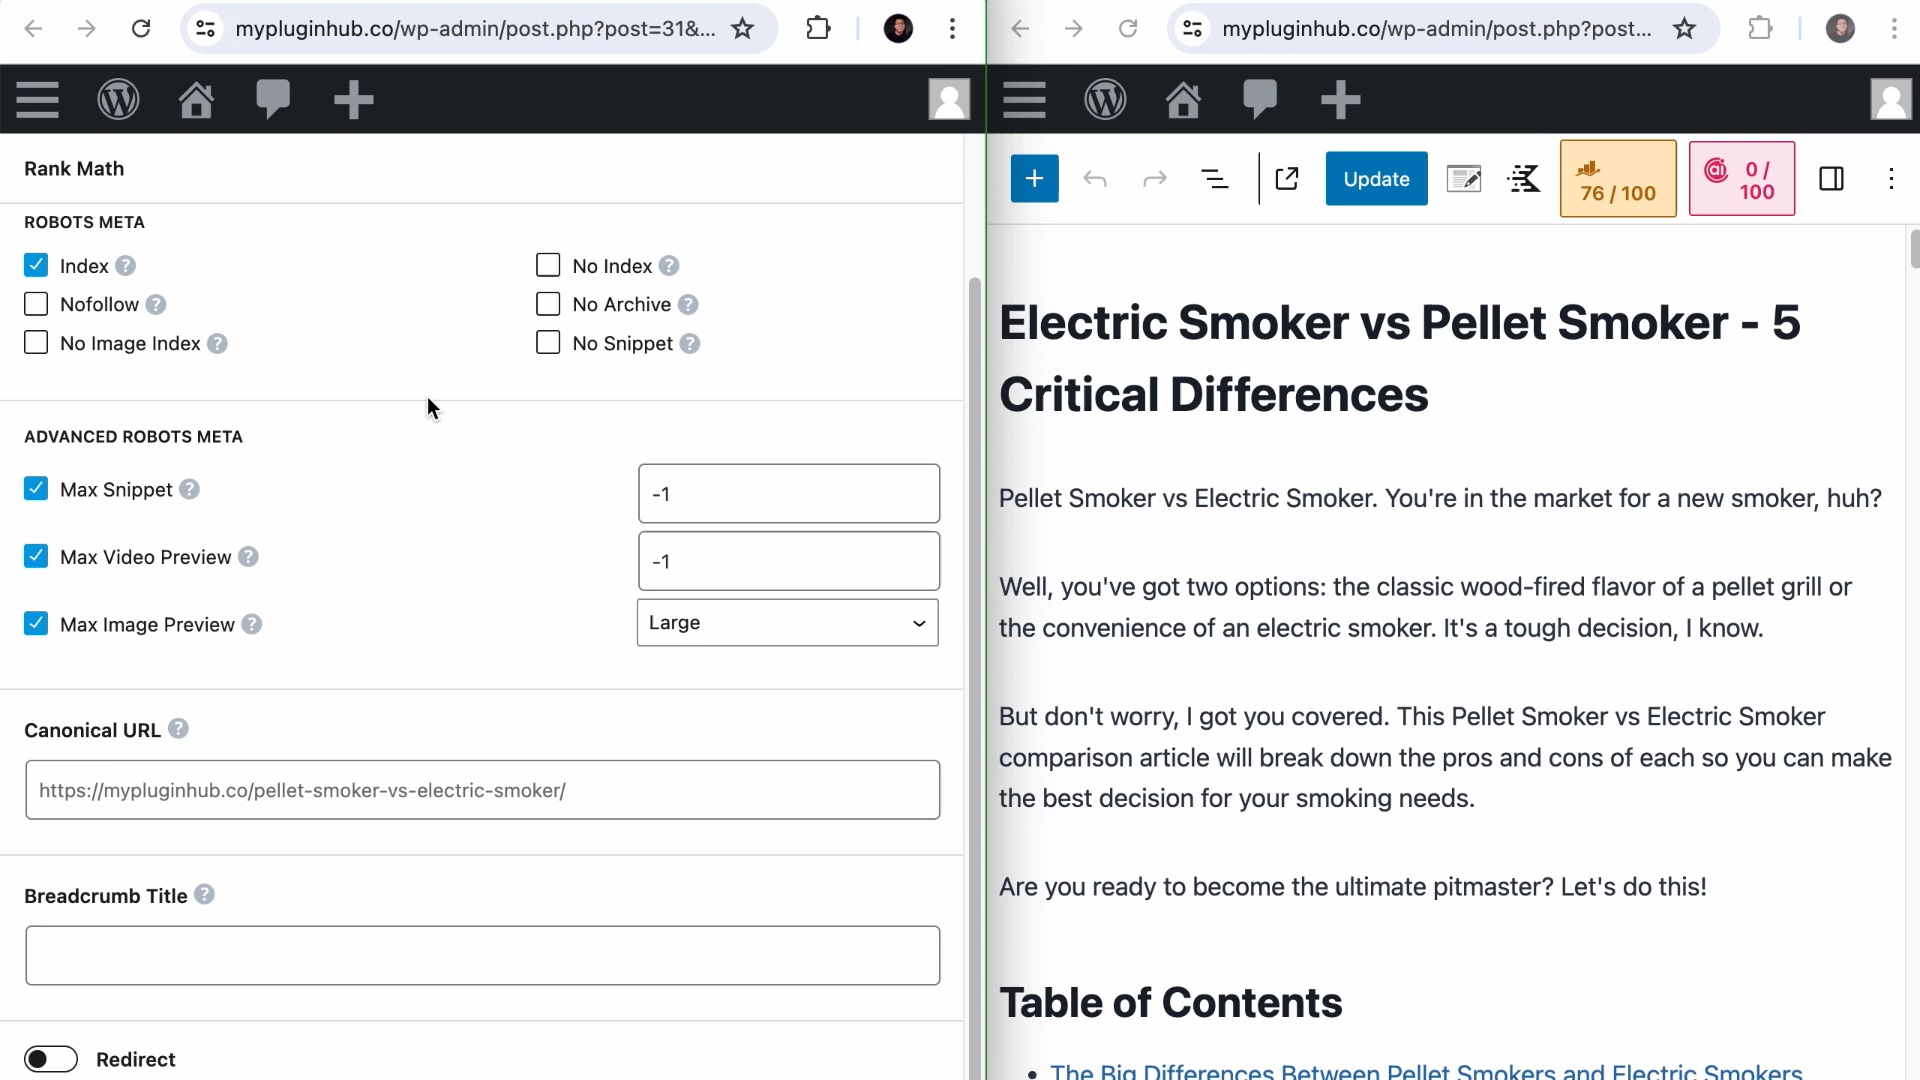 mypluginhub.co/wp-admin/post.php?post=31&...
Rank Math
ROBOTS META
Index ?
No Index ?
Nofollow ?
No Archive ?
No Image Index ?
No Snippet ?
ADVANCED ROBOTS META
Max Snippet ?
-1
Max Video Preview ?
-1
Max Image Preview ?
Large
Canonical URL ?
https://mypluginhub.co/pellet-smoker-vs-electric-smoker/
Breadcrumb Title ?
Redirect
mypluginhub.co/wp-admin/post.php?post...
Update
76 / 100
ai
0 /
100
Electric Smoker vs Pellet Smoker - 5
Critical Differences
Pellet Smoker vs Electric Smoker. You're in the market for a new smoker, huh?
Well, you've got two options: the classic wood-fired flavor of a pellet grill or
the convenience of an electric smoker. It's a tough decision, I know.
But don't worry, I got you covered. This Pellet Smoker vs Electric Smoker
comparison article will break down the pros and cons of each so you can make
the best decision for your smoking needs.
Are you ready to become the ultimate pitmaster? Let's do this!
Table of Contents
• The Big Differences Between Pellet Smokers and Electric Smokers